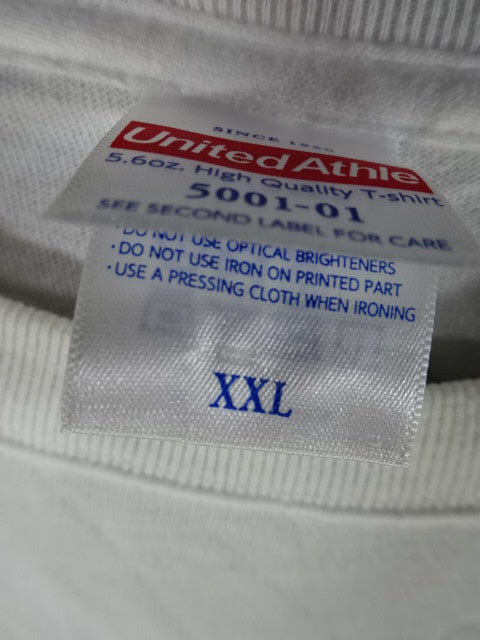 SINCE
United Athle
5.6oz. High Quality T-shirt
5001-01
SEE SECOND LABEL FOR CARE
·DO NOT USE OPTICAL BRIGHTENERS
·DO NOT USE IRON ON PRINTED PART
·USE A PRESSING CLOTH WHEN IRONING
XXL